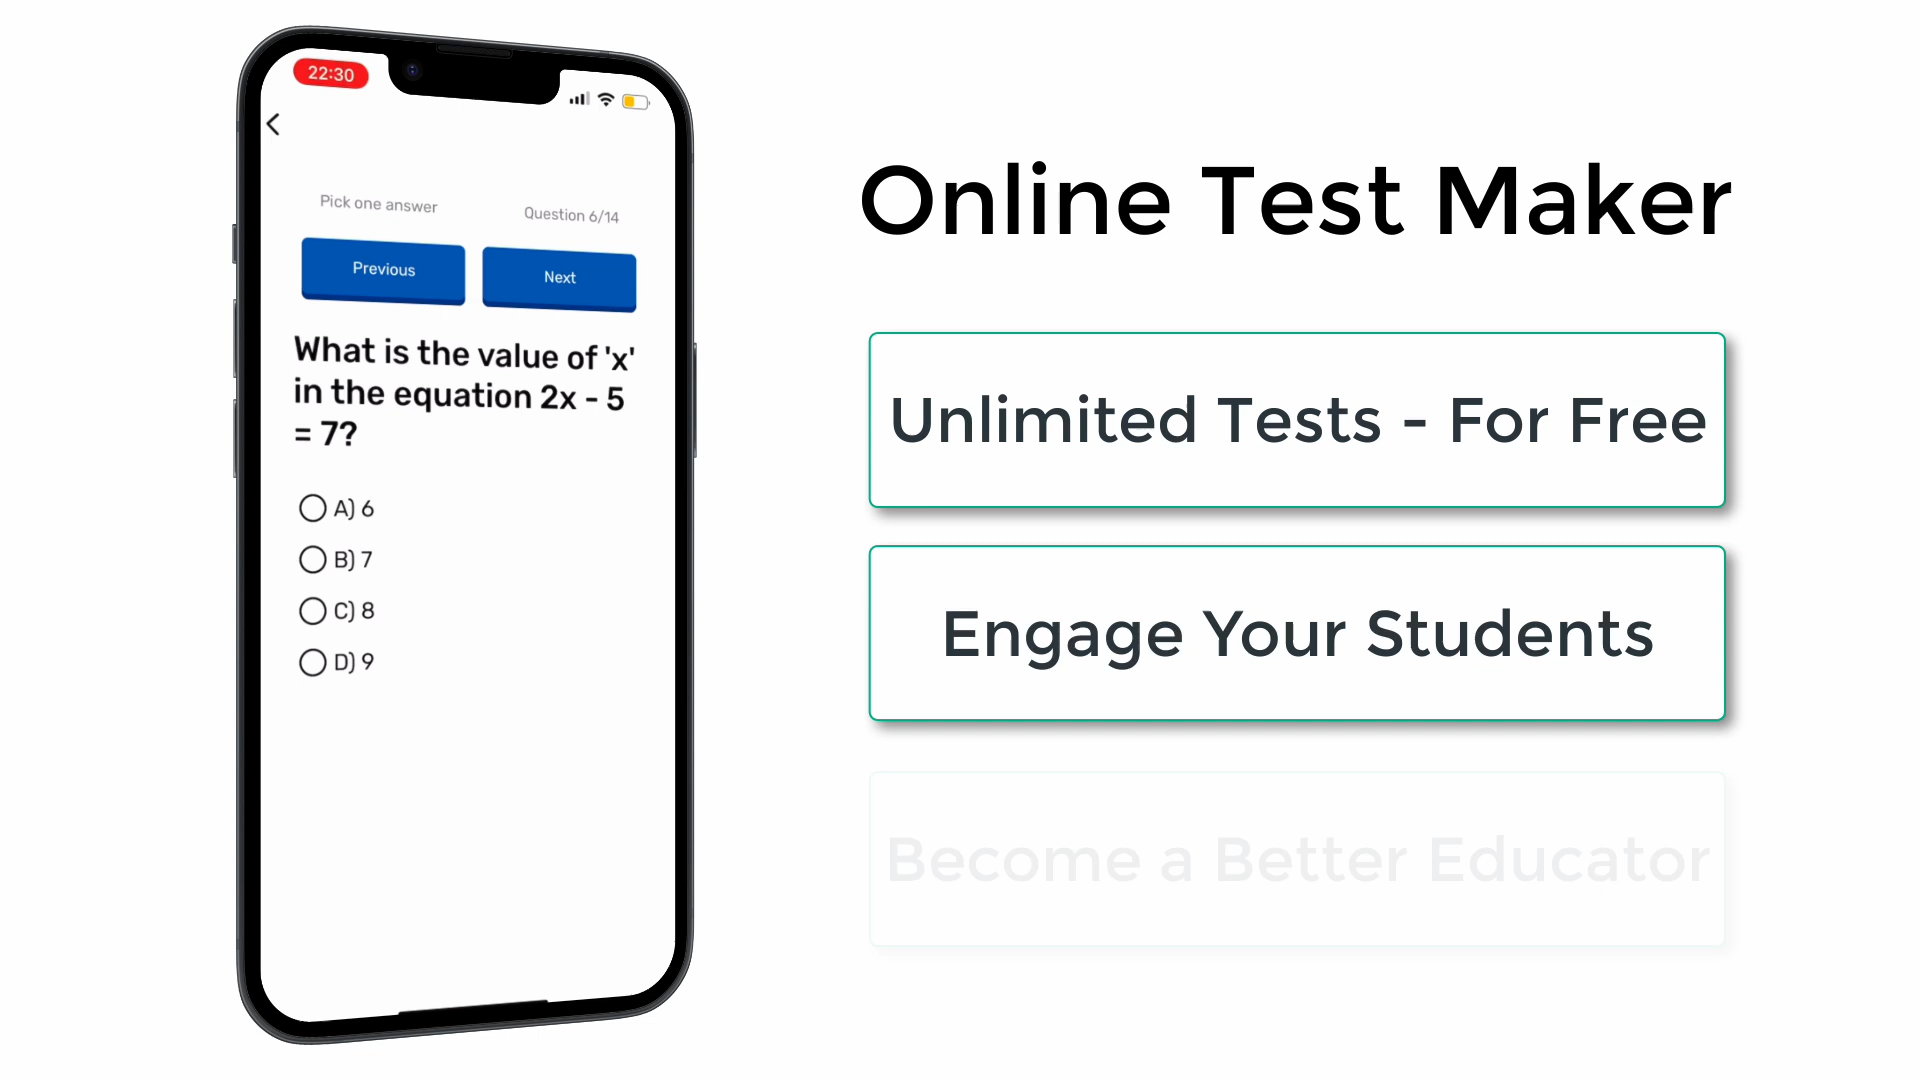 22:30
Pick one answer
Question 6/14
Previous
Next
What is the value of 'x'
in the equation 2x - 5
= 7?
A) 6
B) 7
C) 8
D) 9
Online Test Maker
Unlimited Tests - For Free
Engage Your Students
Become a Better Educator